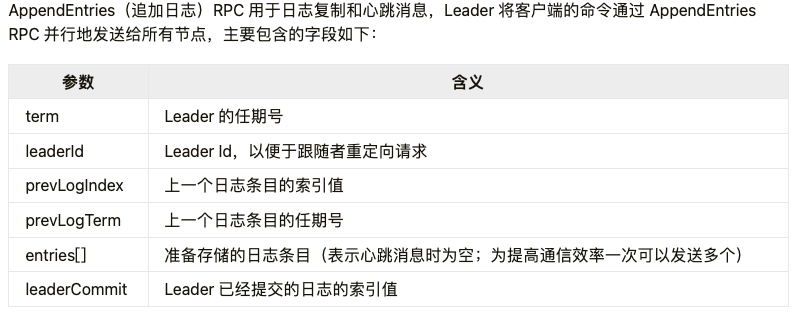 AppendEntries（追加日志）RPC 用于日志复制和心跳消息，Leader 将客户端的命令通过 AppendEntries
RPC 并行地发送给所有节点，主要包含的字段如下：
参数 含义
term Leader 的任期号
leaderId Leader Id，以便于跟随者重定向请求
prevLogIndex 上一个日志条目的索引值
prevLogTerm 上一个日志条目的任期号
entries[] 准备存储的日志条目（表示心跳消息时为空；为提高通信效率一次可以发送多个）
leaderCommit Leader 已经提交的日志的索引值